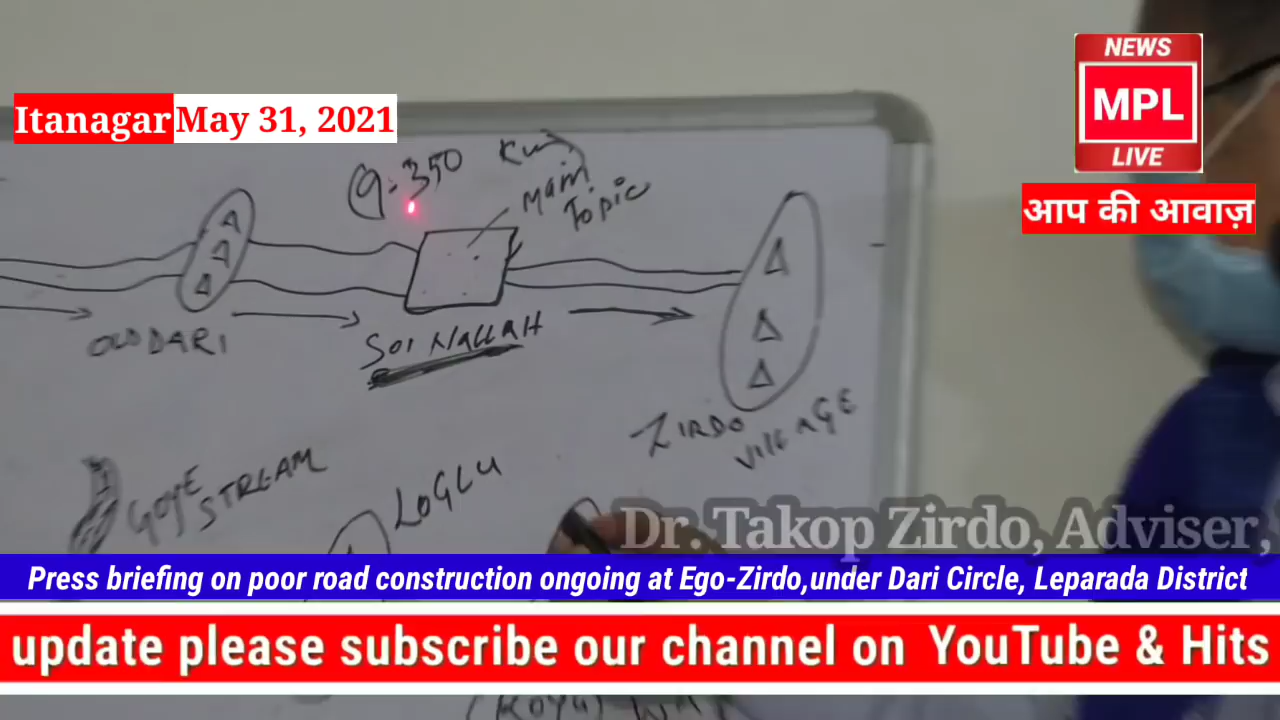 NEWS
MPL
LIVE
आप की आवाज़
Itanagar May 31, 2021
9.350 Km
Main
Topic
OLD DARI
SOI NALLAH
ZIRDO
VILLAGE
GOYE
STREAM
LOGLU
Dr. Takop Zirdo, Adviser,
Press briefing on poor road construction ongoing at Ego-Zirdo,under Dari Circle, Leparada District
update please subscribe our channel on YouTube & Hits